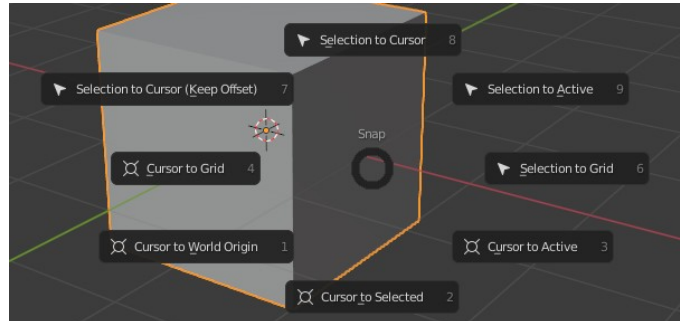 Selection to Cursor 8
Selection to Cursor (Keep Offset) 7
Selection to Active 9
Snap
Cursor to Grid 4
Selection to Grid 6
Cursor to World Origin 1
Cursor to Active 3
Cursor to Selected 2